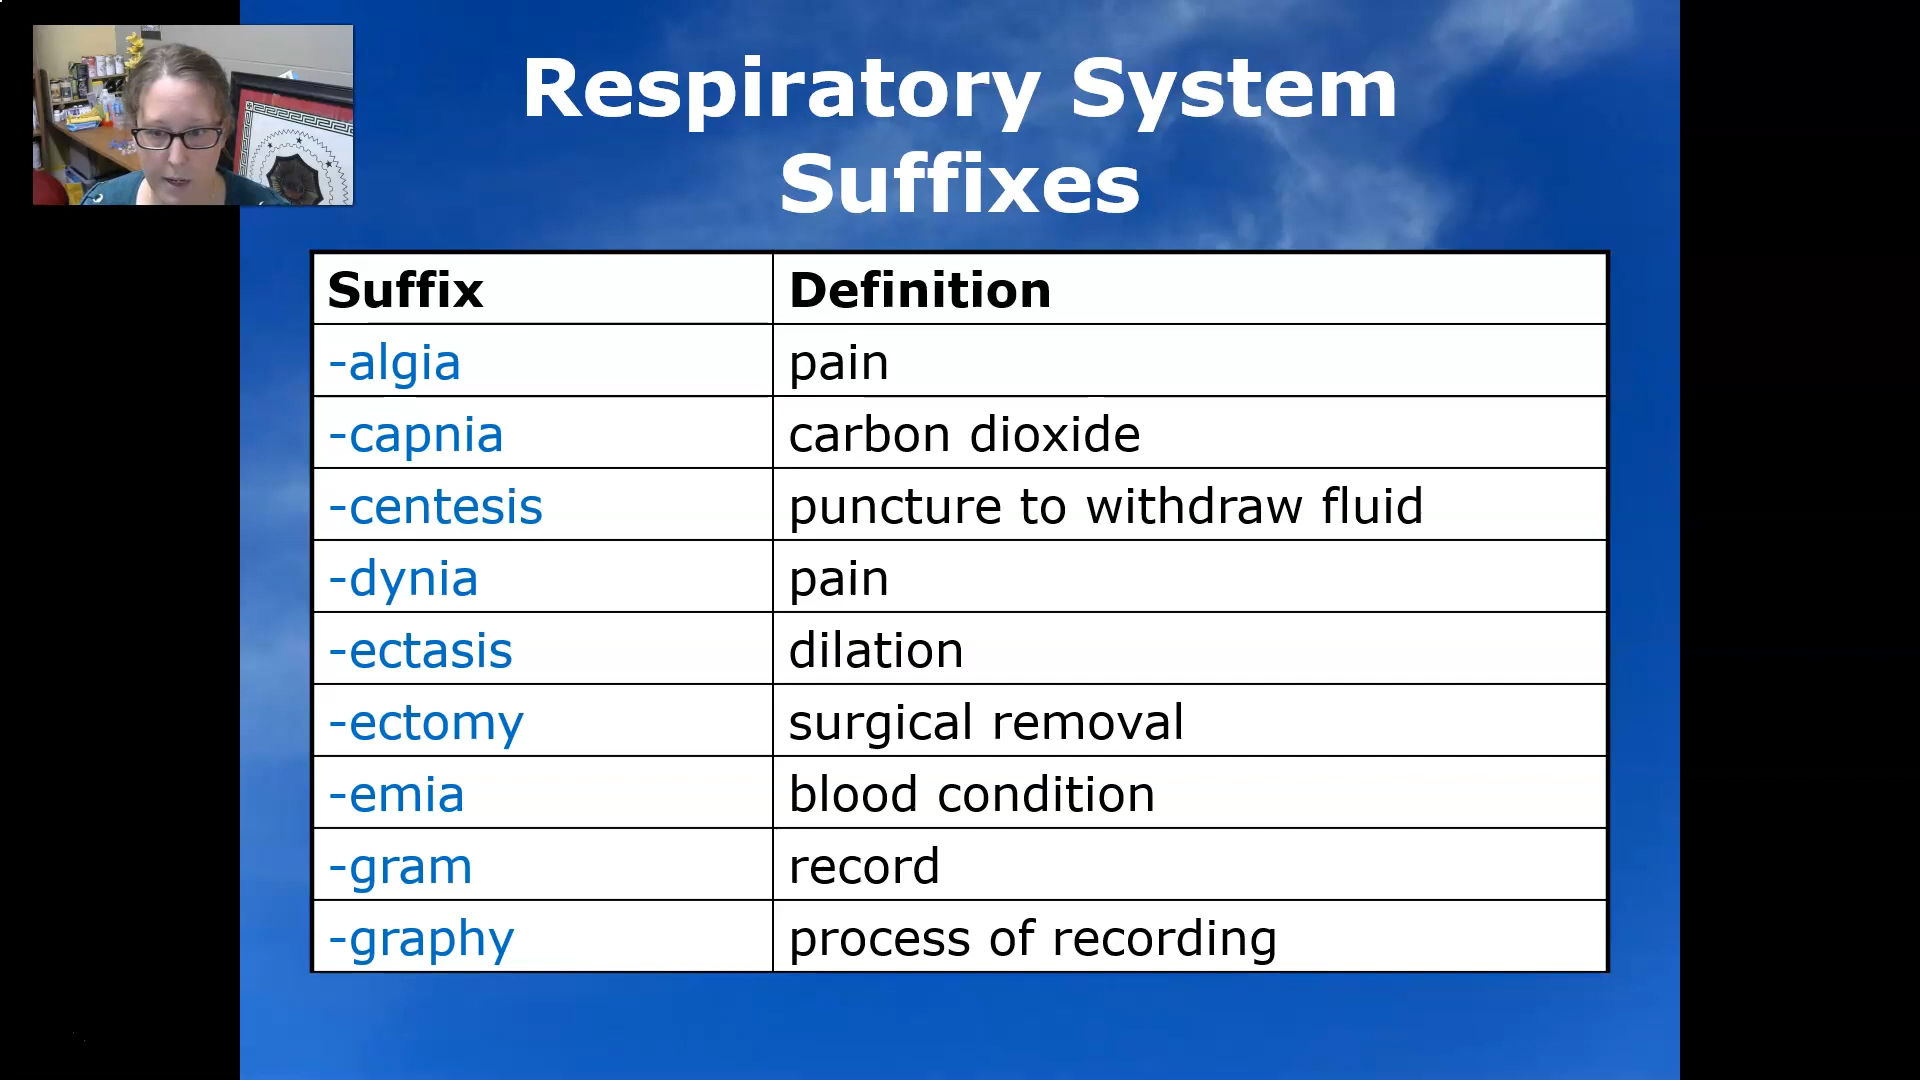 Respiratory System
Suffixes
Suffix Definition
-algia pain
-capnia carbon dioxide
-centesis puncture to withdraw fluid
-dynia pain
-ectasis dilation
-ectomy surgical removal
-emia blood condition
-gram record
-graphy process of recording